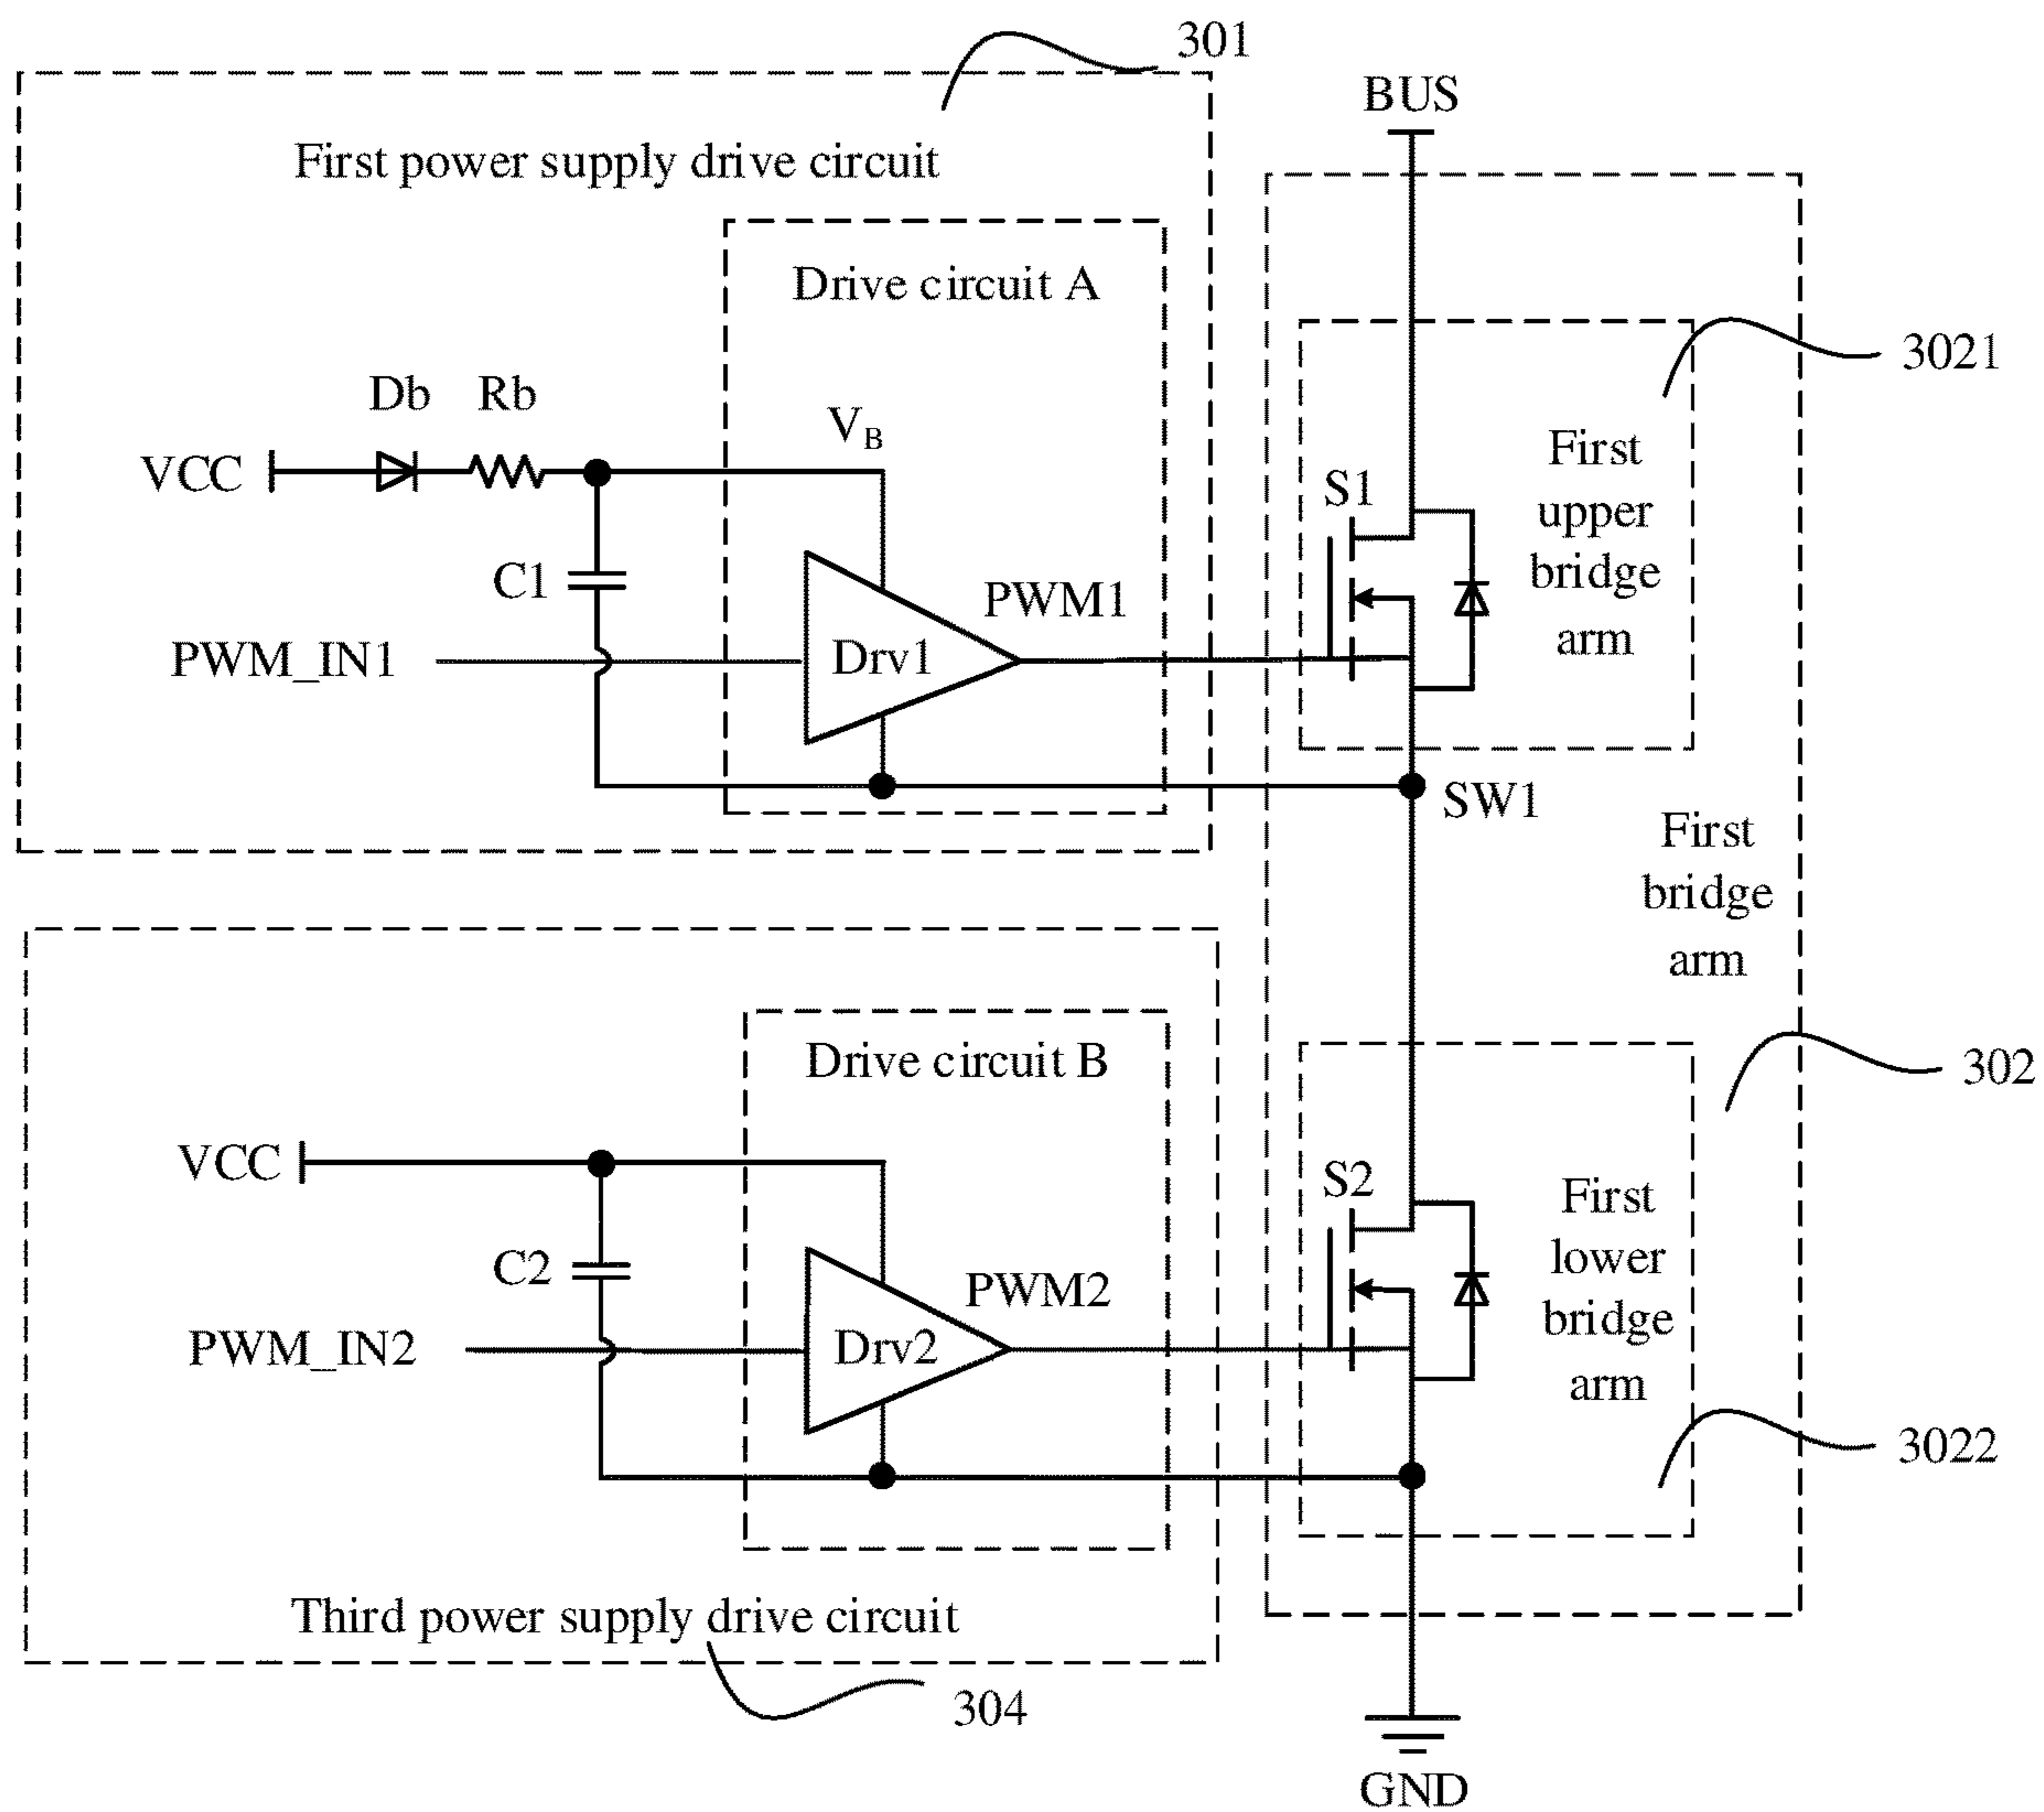 301
BUS
First power supply drive circuit
Drive circuit A
3021
Db
Rb
VB
VCC
First
upper
bridge
arm
S1
C1
PWM1
PWM_IN1
Drv1
SW1
First
bridge
arm
Drive circuit B
302
VCC
S2
First
lower
bridge
arm
C2
PWM2
PWM_IN2
Drv2
3022
Third power supply drive circuit
304
GND